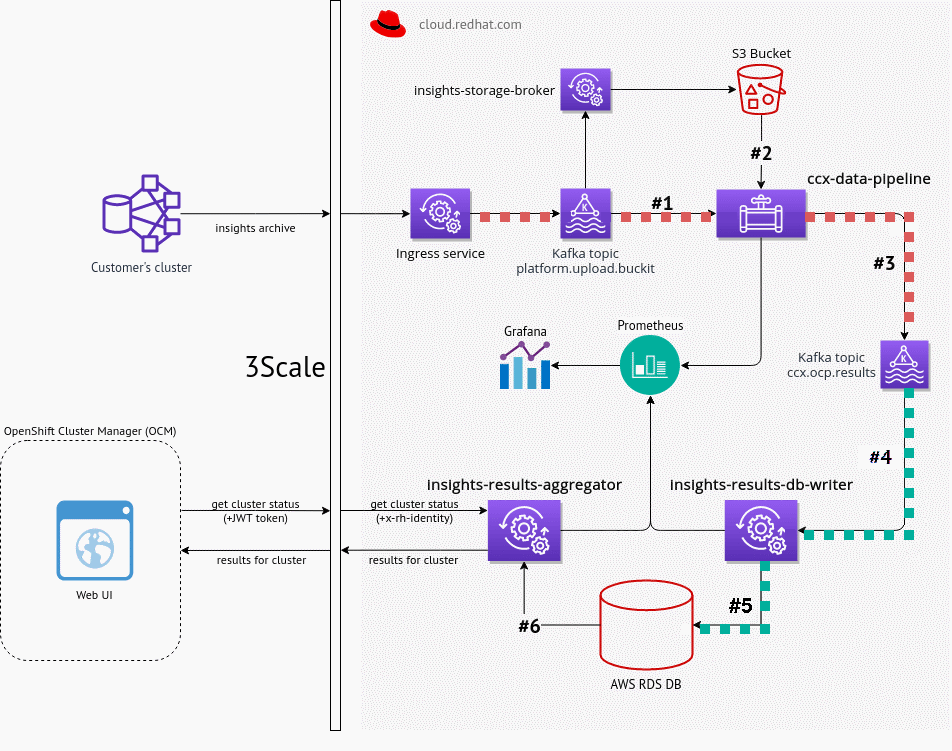 cloud.redhat.com
S3 Bucket
insights-storage-broker
#2
ccx-data-pipeline
#1
insights archive
Ingress service
Kafka topic
platform.upload.buckit
Customer's cluster
#3
Prometheus
Grafana
Kafka topic
ccx.ocp.results
3Scale
OpenShift Cluster Manager (OCM)
#4
insights-results-aggregator
insights-results-db-writer
get cluster status
(+JWT token)
get cluster status
(+x-rh-identity)
results for cluster
results for cluster
Web UI
#5
#6
AWS RDS DB